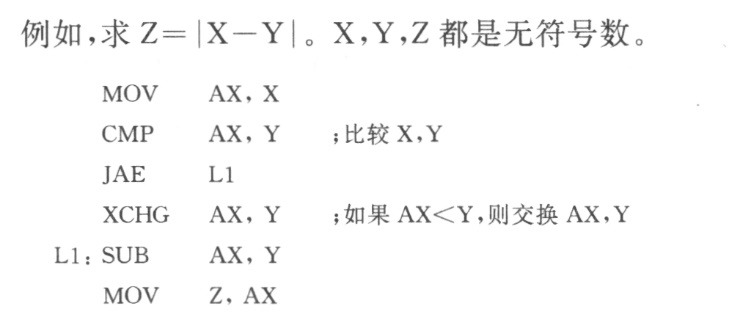 例如,求 Z=|X-Y|。X,Y,Z 都是无符号数。
MOV AX, X
CMP AX, Y ;比较 X,Y
JAE L1
XCHG AX, Y ;如果 AX<Y,则交换 AX,Y
L1: SUB AX, Y
MOV Z, AX